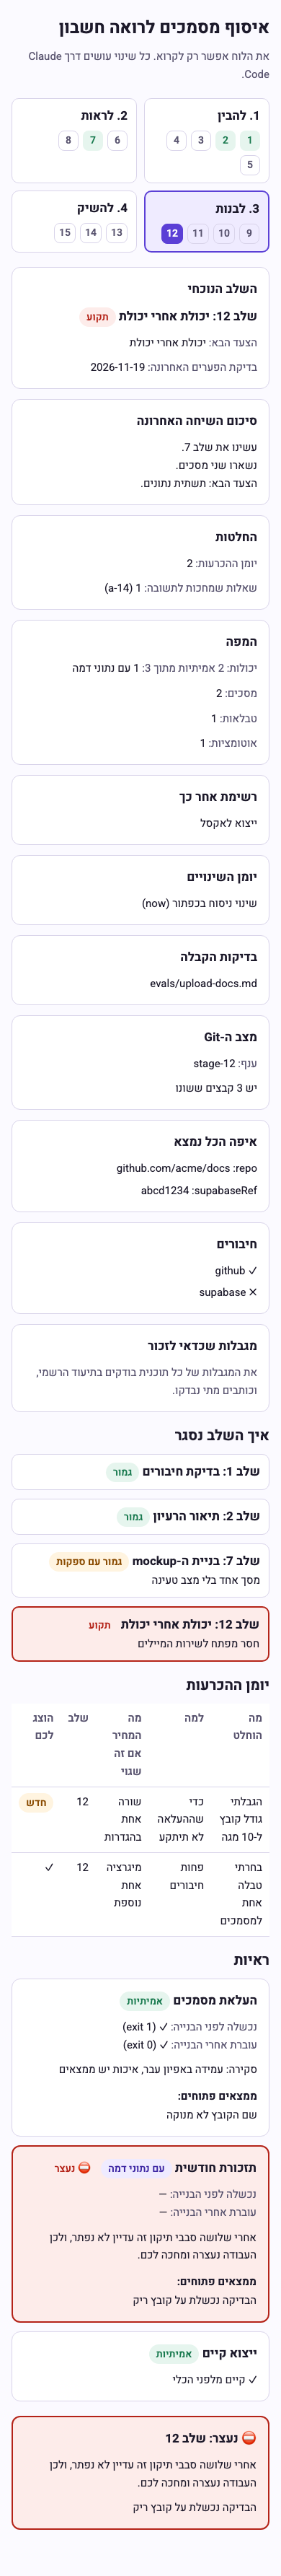 איסוף מסמכים לרואה חשבון
את הלוח אפשר רק לקרוא. כל שינוי עושים דרך Claude
Code.
1. להבין
1 2 3 4
5
2. לראות
6 7 8
3. לבנות
9 10 11 12
4. להשיק
13 14 15
השלב הנוכחי
שלב 12: יכולת אחרי יכולת תקוע
הצעד הבא: יכולת אחרי יכולת
בדיקת הפערים האחרונה: 2026-11-19
סיכום השיחה האחרונה
עשינו את שלב 7.
נשארו שני מסכים.
הצעד הבא: תשתית נתונים.
החלטות
יומן ההכרעות: 2
שאלות שמחכות לתשובה: 1 (a-14)
המפה
יכולות: 2 אמיתיות מתוך 3: 1 עם נתוני דמה
מסכים: 2
טבלאות: 1
אוטומציות: 1
רשימת אחר כך
ייצוא לאקסל
יומן השינויים
שינוי ניסוח בכפתור (now)
בדיקות הקבלה
evals/upload-docs.md
מצב ה-Git
ענף: stage-12
יש 3 קבצים ששונו
איפה הכל נמצא
repo: github.com/acme/docs
supabaseRef: abcd1234
חיבורים
✓ github
✕ supabase
מגבלות שכדאי לזכור
את המגבלות של כל תוכנית בודקים בתיעוד הרשמי,
וכותבים מתי נבדקו.
איך השלב נסגר
שלב 1: בדיקת חיבורים גמור
שלב 2: תיאור הרעיון גמור
שלב 7: בניית ה-mockup גמור עם ספקות
מסך אחד בלי מצב טעינה
שלב 12: יכולת אחרי יכולת תקוע
חסר מפתח לשירות המיילים
יומן ההכרעות
מה הוחלט למה מה המחיר אם זה שגוי שלב הוצג לכם
הגבלתי גודל קובץ ל-10 מגה כדי שההעלאה לא תיתקע שורה אחת בהגדרות 12 חדש
בחרתי טבלה אחת למסמכים פחות חיבורים מיגרציה אחת נוספת 12 ✓
ראיות
העלאת מסמכים אמיתיות
נכשלה לפני הבנייה: ✓ (exit 1)
עוברת אחרי הבנייה: ✓ (exit 0)
סקירה: עמידה באפיון עבר, איכות יש ממצאים
ממצאים פתוחים:
שם הקובץ לא מנוקה
תזכורת חודשית עם נתוני דמה ⛔ נעצר
נכשלה לפני הבנייה: —
עוברת אחרי הבנייה: —
אחרי שלושה סבבי תיקון זה עדיין לא נפתר, ולכן
העבודה נעצרה ומחכה לכם.
ממצאים פתוחים:
הבדיקה נכשלת על קובץ ריק
ייצוא קיים אמיתיות
✓ קיים מלפני הכלי
⛔ נעצר: שלב 12
אחרי שלושה סבבי תיקון זה עדיין לא נפתר, ולכן
העבודה נעצרה ומחכה לכם.
הבדיקה נכשלת על קובץ ריק